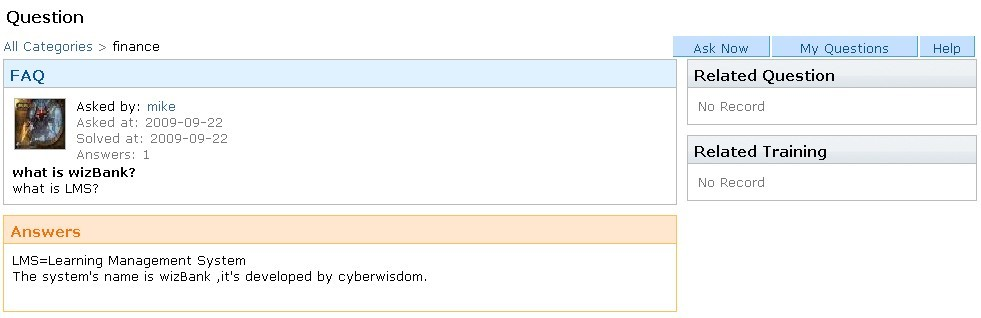 Question
All Categories > finance
Ask Now
My Questions
Help
FAQ
Asked by: mike
Asked at: 2009-09-22
Solved at: 2009-09-22
Answers: 1
what is wizBank?
what is LMS?
Related Question
No Record
Related Training
No Record
Answers
LMS=Learning Management System
The system's name is wizBank ,it's developed by cyberwisdom.